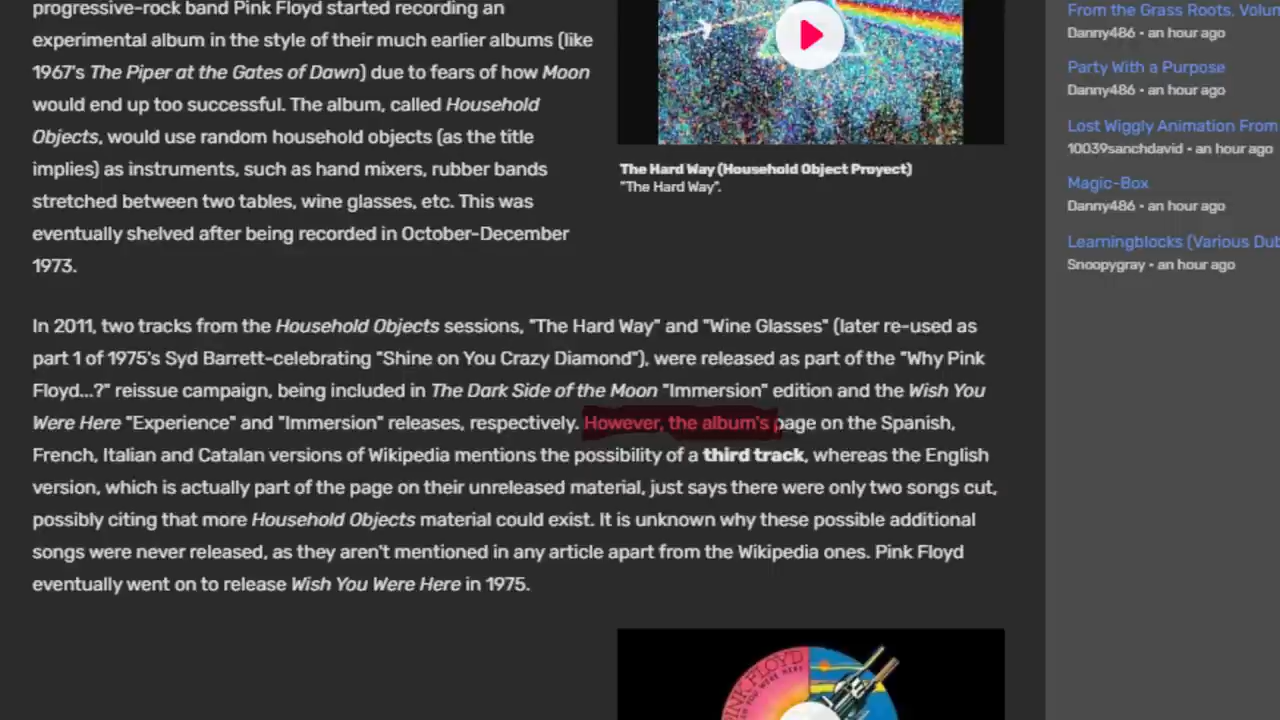 progressive-rock band Pink Floyd started recording an
experimental album in the style of their much earlier albums (like
1967's The Piper at the Gates of Dawn) due to fears of how Moon
would end up too successful. The album, called Household
Objects, would use random household objects (as the title
implies) as instruments, such as hand mixers, rubber bands
stretched between two tables, wine glasses, etc. This was
eventually shelved after being recorded in October-December
1973.
The Hard Way (Household Object Proyect)
"The Hard Way".
In 2011, two tracks from the Household Objects sessions, "The Hard Way" and "Wine Glasses" (later re-used as
part 1 of 1975's Syd Barrett-celebrating "Shine on You Crazy Diamond"), were released as part of the "Why Pink
Floyd...?" reissue campaign, being included in The Dark Side of the Moon "Immersion" edition and the Wish You
Were Here "Experience" and "Immersion" releases, respectively. However, the album's page on the Spanish,
French, Italian and Catalan versions of Wikipedia mentions the possibility of a third track, whereas the English
version, which is actually part of the page on their unreleased material, just says there were only two songs cut,
possibly citing that more Household Objects material could exist. It is unknown why these possible additional
songs were never released, as they aren't mentioned in any article apart from the Wikipedia ones. Pink Floyd
eventually went on to release Wish You Were Here in 1975.
PINK FLOYD
WISH YOU WERE HERE
From the Grass Roots, Volum
Danny486 • an hour ago
Party With a Purpose
Danny486 • an hour ago
Lost Wiggly Animation From
10039sanchdavid • an hour ago
Magic-Box
Danny486 • an hour ago
Learningblocks (Various Dub
Snoopygray • an hour ago